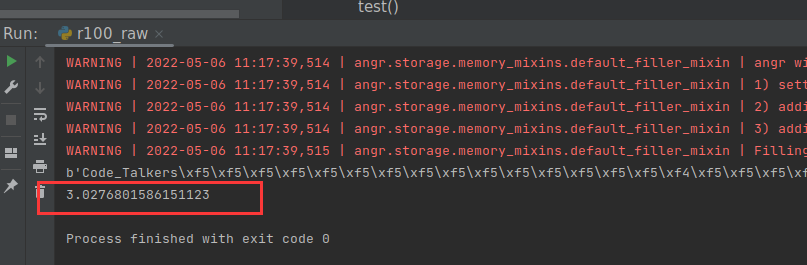 test()
Run: r100_raw ×
WARNING | 2022-05-06 11:17:39,514 | angr.storage.memory_mixins.default_filler_mixin | angr wi
WARNING | 2022-05-06 11:17:39,514 | angr.storage.memory_mixins.default_filler_mixin | 1) sett
WARNING | 2022-05-06 11:17:39,514 | angr.storage.memory_mixins.default_filler_mixin | 2) addi
WARNING | 2022-05-06 11:17:39,514 | angr.storage.memory_mixins.default_filler_mixin | 3) addi
WARNING | 2022-05-06 11:17:39,515 | angr.storage.memory_mixins.default_filler_mixin | Filling
b'Code_Talkers\xf5\xf5\xf5\xf5\xf5\xf5\xf5\xf5\xf5\xf5\xf5\xf5\xf5\xf5\xf4\xf5\xf5\xf5\xf
3.0276801586151123
Process finished with exit code 0